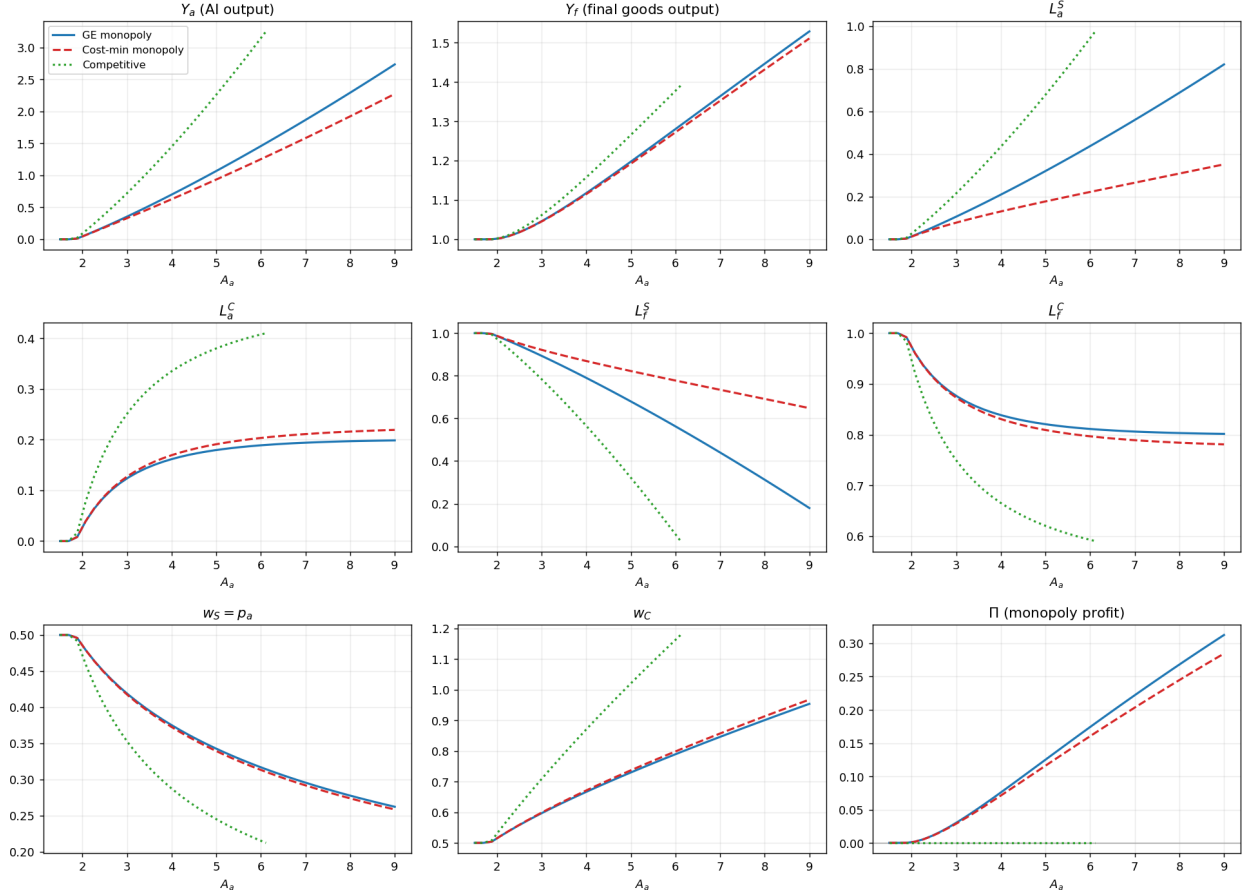 Y_a (AI output)
GE monopoly
Cost-min monopoly
Competitive
3.0
2.5
2.0
1.5
1.0
0.5
0.0
2 3 4 5 6 7 8 9
A_a
Y_f (final goods output)
1.5
1.4
1.3
1.2
1.1
1.0
2 3 4 5 6 7 8 9
A_a
L_a^S
1.0
0.8
0.6
0.4
0.2
0.0
2 3 4 5 6 7 8 9
A_a
L_a^C
0.4
0.3
0.2
0.1
0.0
2 3 4 5 6 7 8 9
A_a
L_f^S
1.0
0.8
0.6
0.4
0.2
0.0
2 3 4 5 6 7 8 9
A_a
L_f^C
1.0
0.9
0.8
0.7
0.6
2 3 4 5 6 7 8 9
A_a
w_S = p_a
0.50
0.45
0.40
0.35
0.30
0.25
0.20
2 3 4 5 6 7 8 9
A_a
w_C
1.2
1.1
1.0
0.9
0.8
0.7
0.6
0.5
2 3 4 5 6 7 8 9
A_a
Π (monopoly profit)
0.30
0.25
0.20
0.15
0.10
0.05
0.00
2 3 4 5 6 7 8 9
A_a